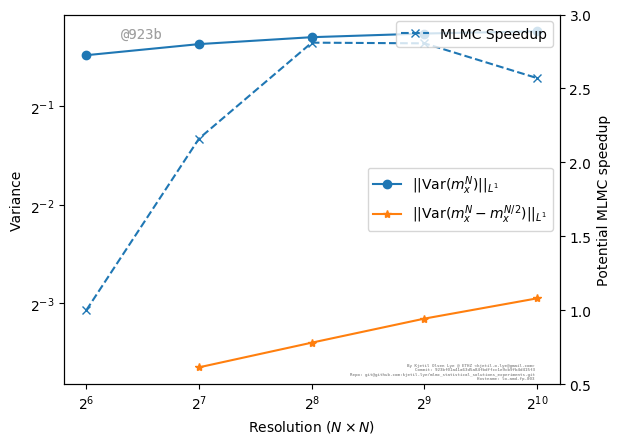 @923b
MLMC Speedup
3.0
2.5
2.0
1.5
1.0
0.5
Potential MLMC speedup
2^{-1}
2^{-2}
2^{-3}
Variance
||Var(m_x^N)||_{L^1}
||Var(m_x^N − m_x^{N/2})||_{L^1}
2^6
2^7
2^8
2^9
2^{10}
Resolution (N × N)